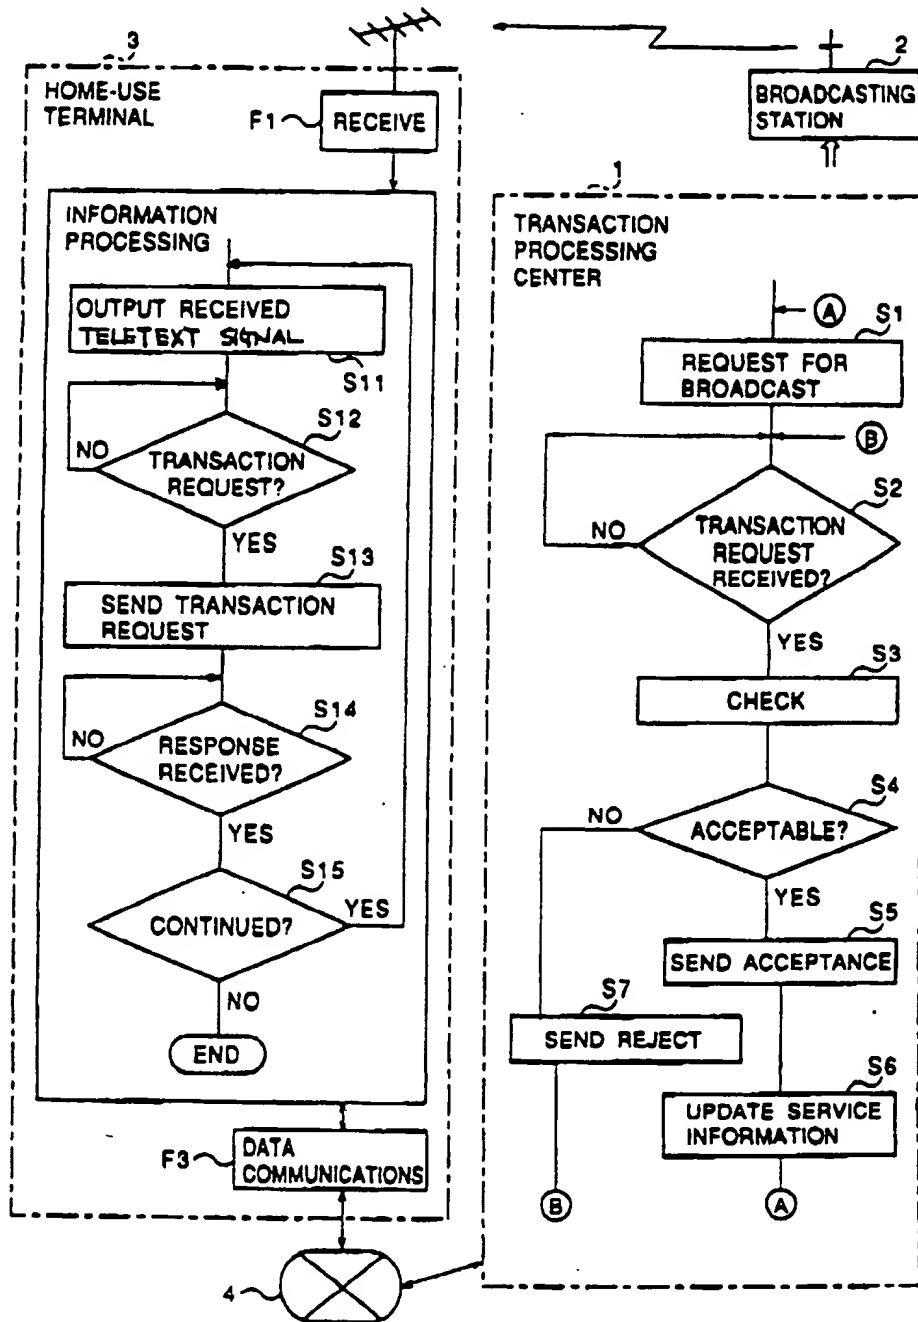 3
HOME-USE
TERMINAL
F1
RECEIVE
2
BROADCASTING
STATION
INFORMATION
PROCESSING
OUTPUT RECEIVED
TELETEXT SIGNAL
S11
S12
NO
TRANSACTION
REQUEST?
YES
S13
SEND TRANSACTION
REQUEST
S14
NO
RESPONSE
RECEIVED?
YES
S15
CONTINUED?
YES
NO
END
F3
DATA
COMMUNICATIONS
4
1
TRANSACTION
PROCESSING
CENTER
A
S1
REQUEST FOR
BROADCAST
B
S2
NO
TRANSACTION
REQUEST
RECEIVED?
YES
S3
CHECK
S4
NO
ACCEPTABLE?
YES
S5
SEND ACCEPTANCE
S7
SEND REJECT
S6
UPDATE SERVICE
INFORMATION
B
A